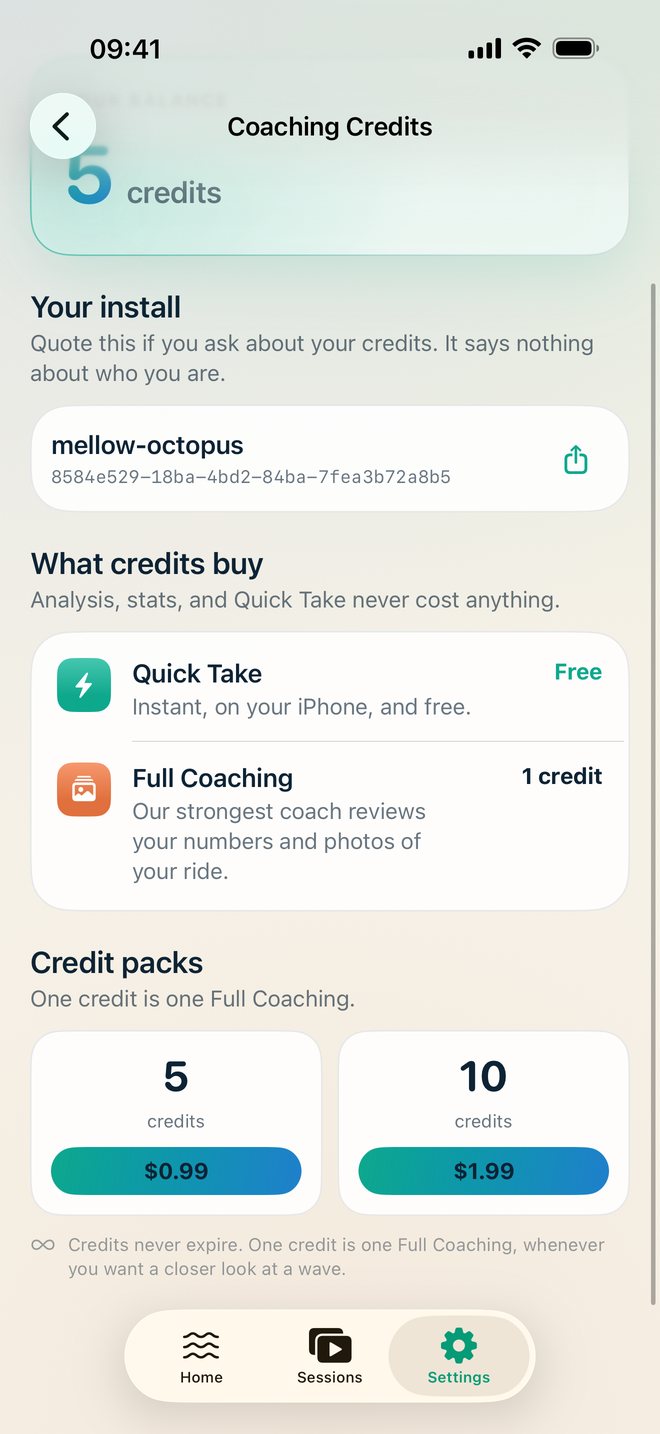 09:41
Coaching Credits
5 credits
Your install
Quote this if you ask about your credits. It says nothing
about who you are.
mellow-octopus
8584e529-18ba-4bd2-84ba-7fea3b72a8b5
What credits buy
Analysis, stats, and Quick Take never cost anything.
Quick Take
Free
Instant, on your iPhone, and free.
Full Coaching
1 credit
Our strongest coach reviews
your numbers and photos of
your ride.
Credit packs
One credit is one Full Coaching.
5
credits
$0.99
10
credits
$1.99
Credits never expire. One credit is one Full Coaching, whenever
you want a closer look at a wave.
Home
Sessions
Settings